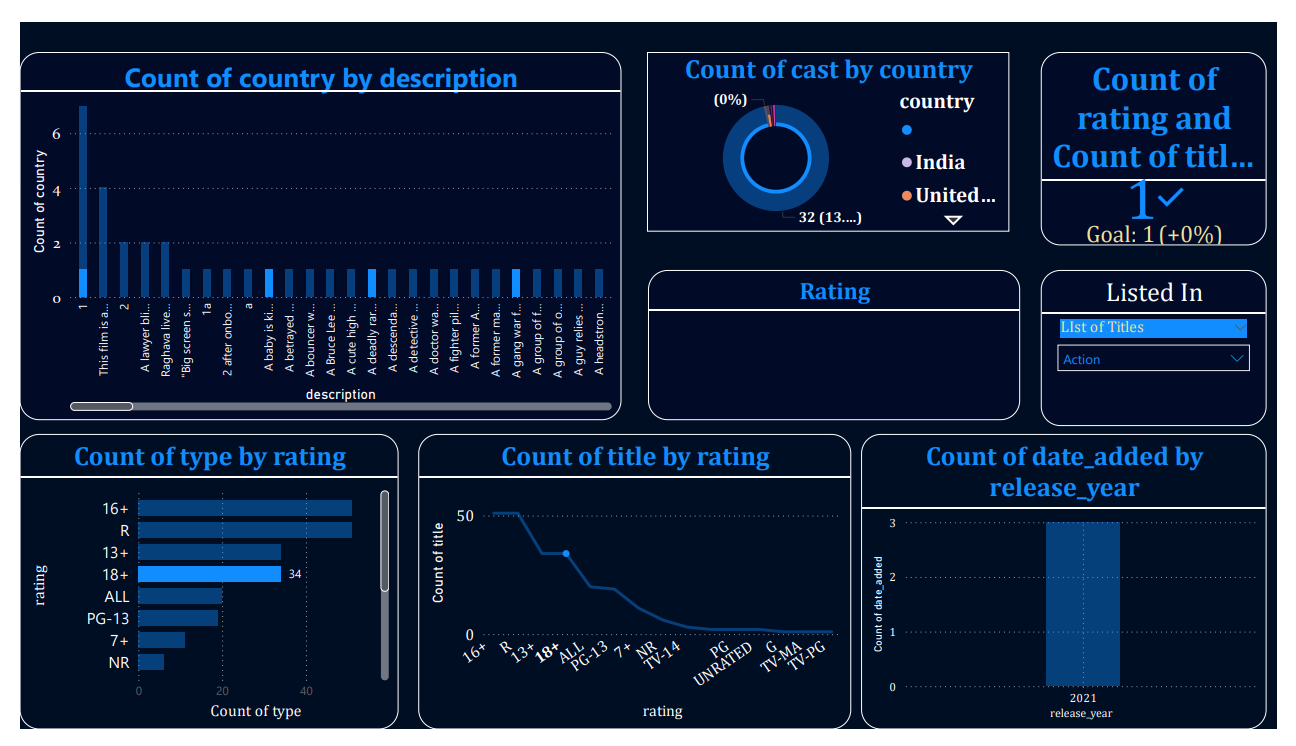 Count of country by description
Count of country
6
4
2
0
1
This film is a...
2
A lawyer bli...
Raghava live...
"Big screen s...
1a
2 after onbo...
a
A baby is ki...
A betrayed ...
A bouncer w...
A Bruce Lee ...
A cute high ...
A deadly rar...
A descenda...
A detective ...
A doctor wa...
A fighter pil...
A former A...
A former ma...
A gang war f...
A group of f...
A group of o...
A guy relies ...
A headstron...
description
Count of cast by country
(0%)
32 (13....)
country
India
United...
Count of
rating and
Count of titl...
1
Goal: 1 (+0%)
Rating
Listed In
LIst of Titles
Action
Count of type by rating
rating
16+
R
13+
18+
34
ALL
PG-13
7+
NR
0
20
40
Count of type
Count of title by rating
Count of title
50
0
16+
R
13+
18+
ALL
PG-13
7+
NR
TV-14
PG
UNRATED
G
TV-MA
TV-PG
rating
Count of date_added by
release_year
Count of date_added
3
2
1
0
2021
release_year